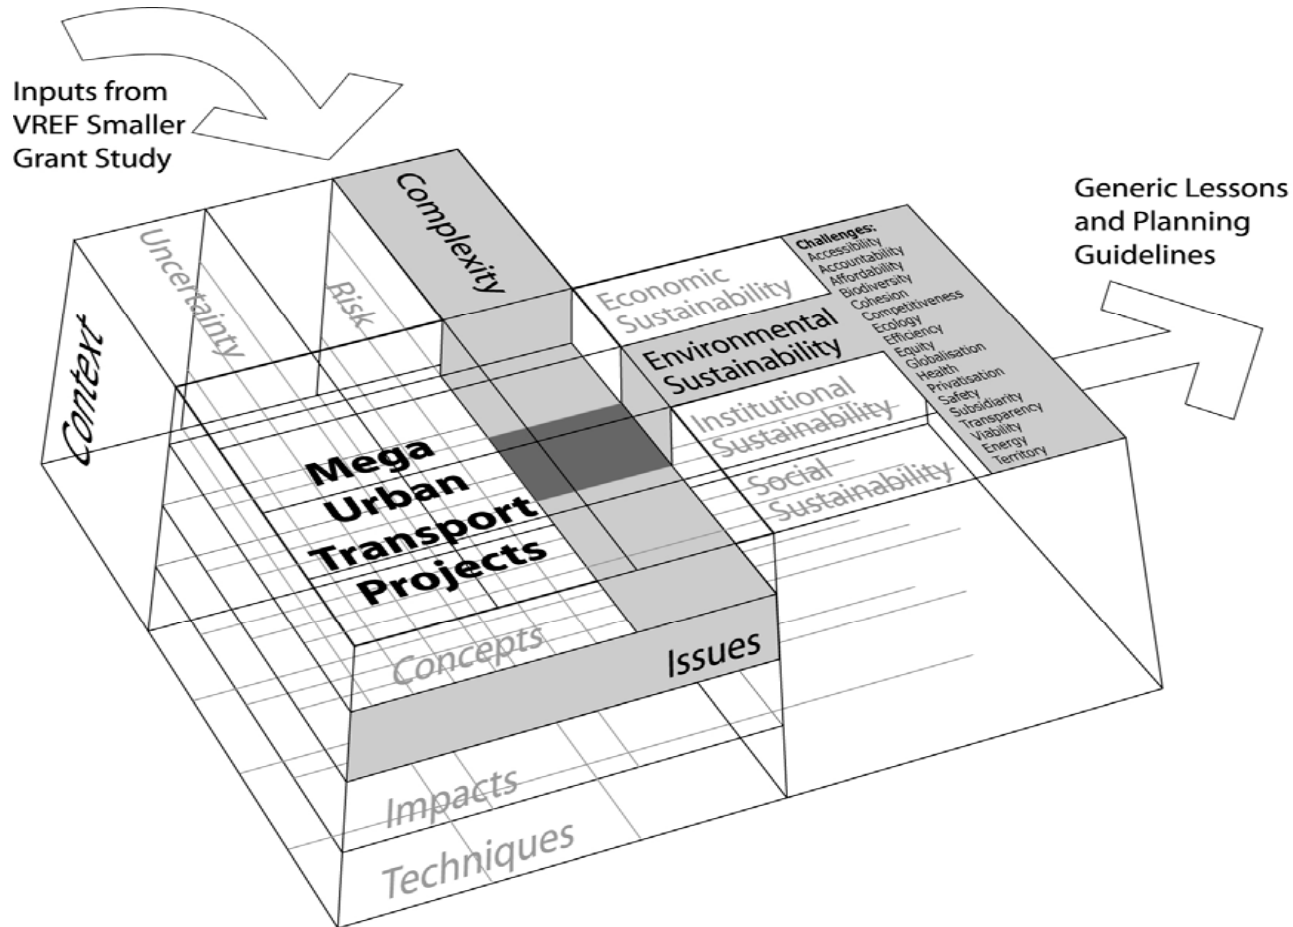 Inputs from
VREF Smaller
Grant Study
Complexity
Uncertainty
Risk
Context
Economic
Sustainability
Environmental
Sustainability
Institutional
Sustainability
Social
Sustainability
Challenges:
Accessibility
Accountability
Affordability
Biodiversity
Cohesion
Competitiveness
Ecology
Efficiency
Equity
Globalisation
Health
Privatisation
Safety
Subsidiarity
Transparency
Viability
Energy
Territory
Generic Lessons
and Planning
Guidelines
Mega
Urban
Transport
Projects
Concepts
Issues
Impacts
Techniques